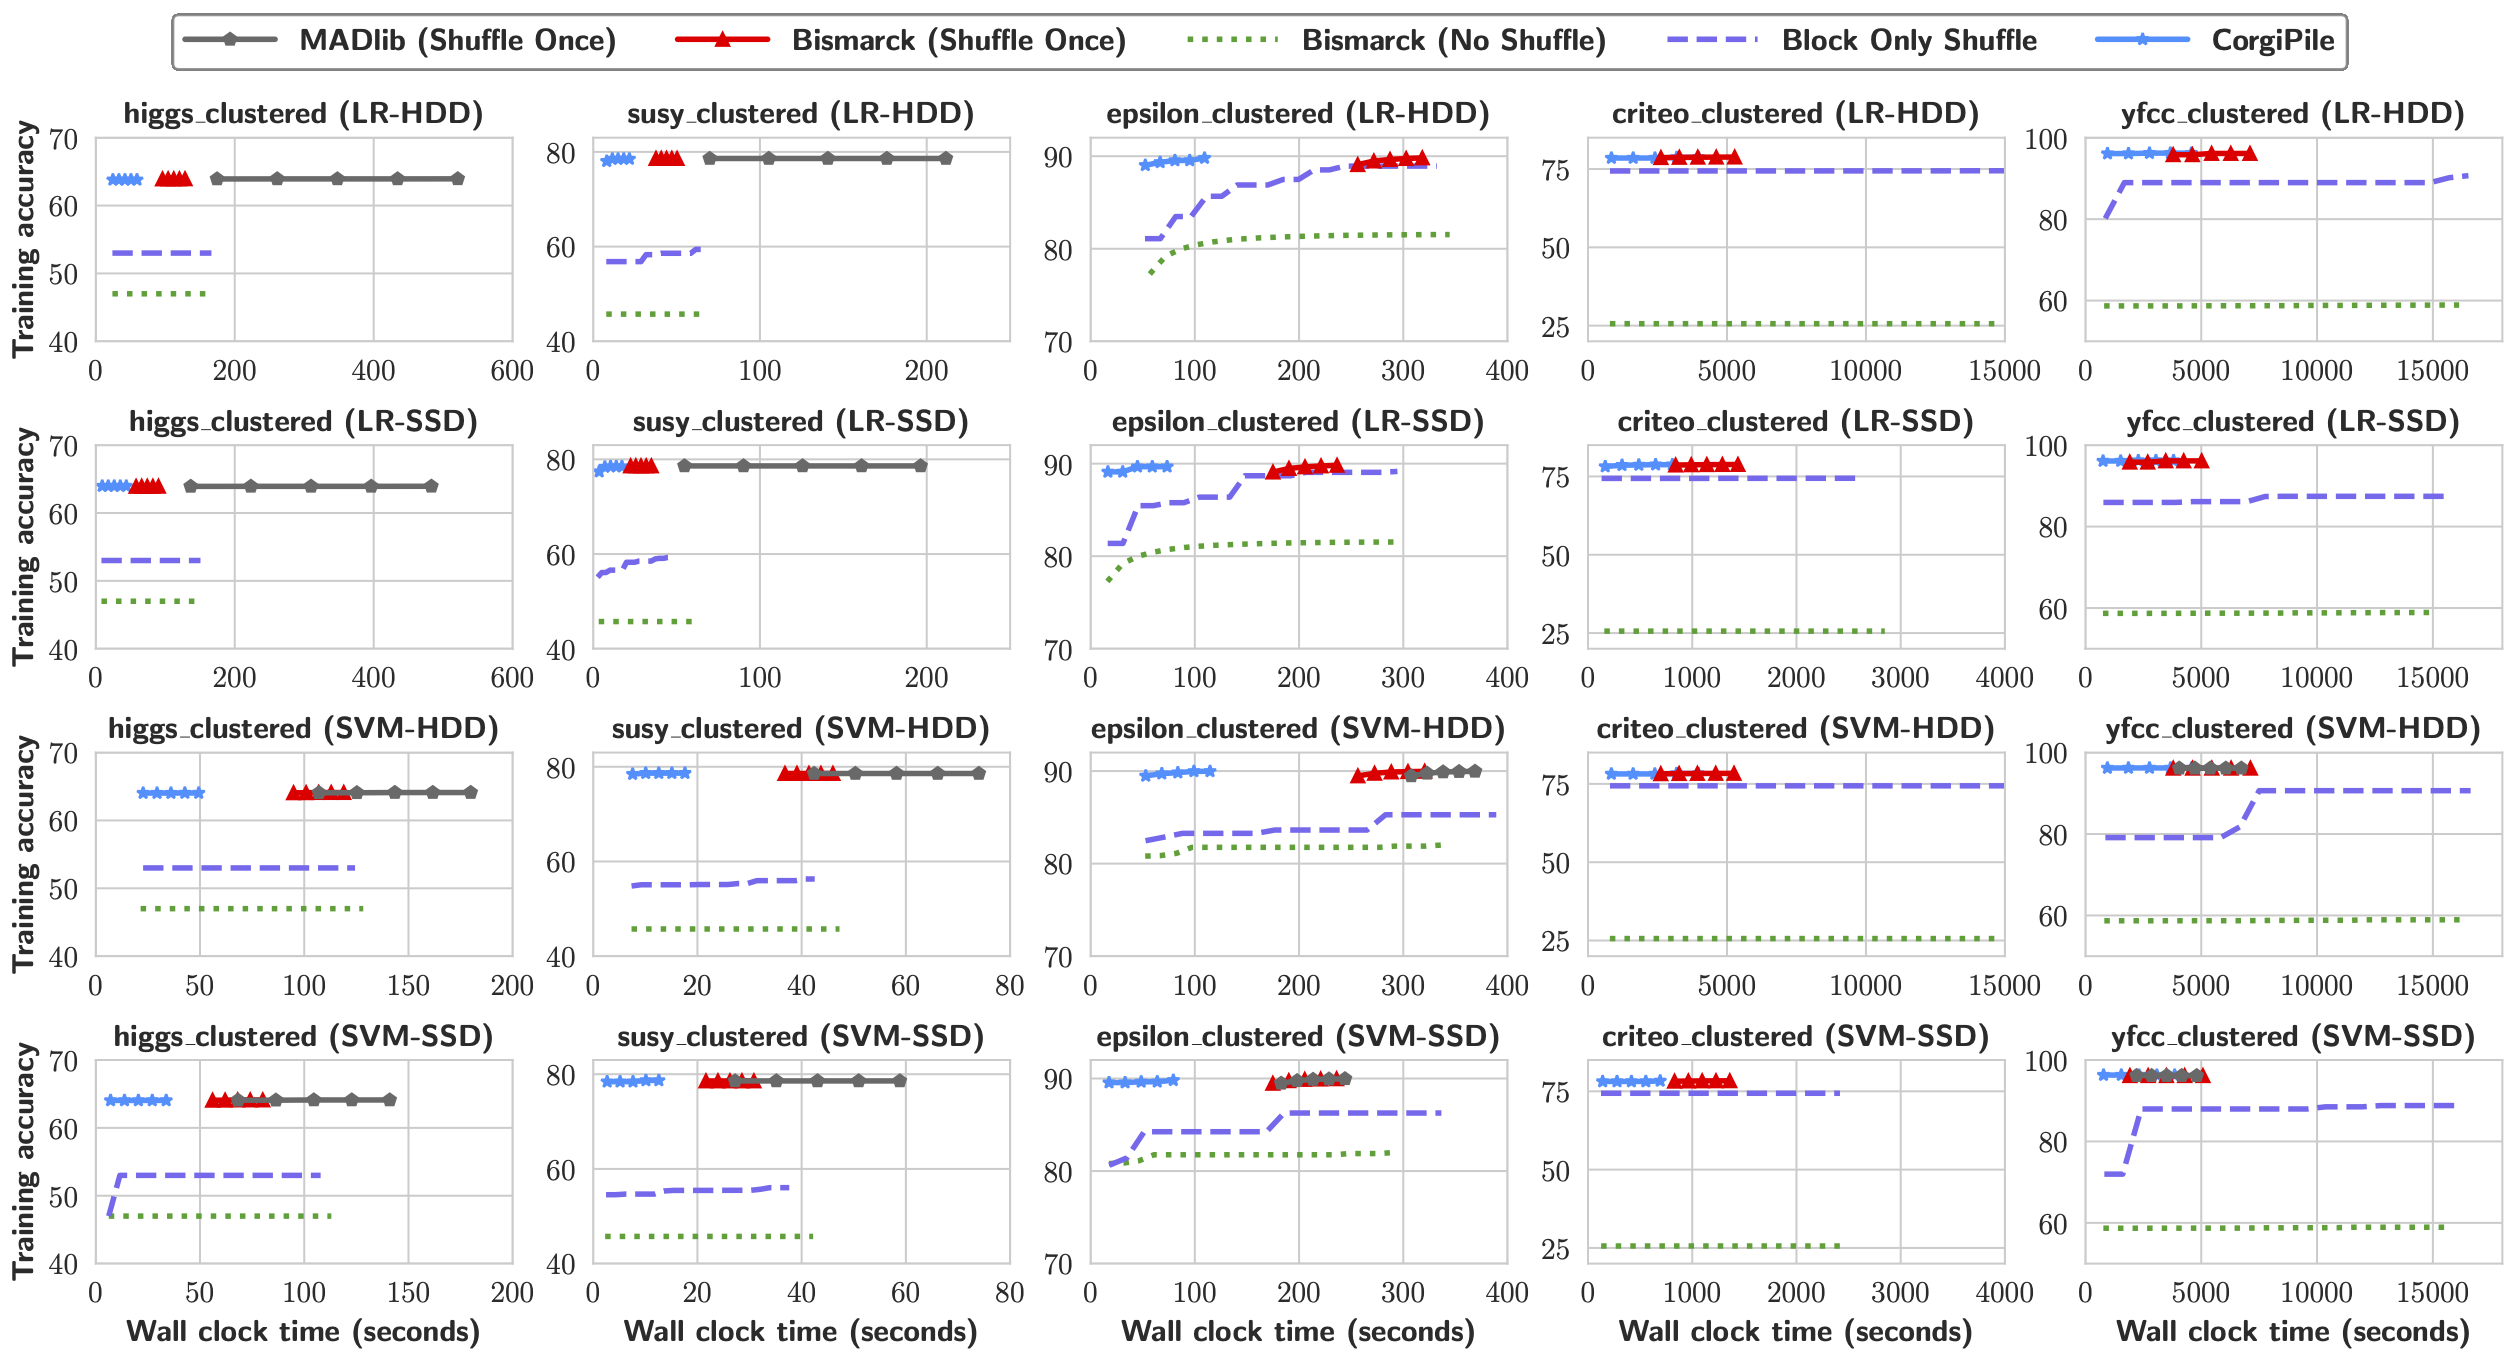 MADlib (Shuffle Once) Bismarck (Shuffle Once) Bismarck (No Shuffle) Block Only Shuffle CorgiPile
higgs_clustered (LR-HDD) susy_clustered (LR-HDD) epsilon_clustered (LR-HDD) criteo_clustered (LR-HDD) yfcc_clustered (LR-HDD)
Training accuracy
70 60 50 40
80 60 40
90 80 70
75 50 25
100 80 60
0 200 400 600 0 100 200 0 100 200 300 400 0 5000 10000 15000 0 5000 10000 15000
higgs_clustered (LR-SSD) susy_clustered (LR-SSD) epsilon_clustered (LR-SSD) criteo_clustered (LR-SSD) yfcc_clustered (LR-SSD)
Training accuracy
70 60 50 40
80 60 40
90 80 70
75 50 25
100 80 60
0 200 400 600 0 100 200 0 100 200 300 400 0 1000 2000 3000 4000 0 5000 10000 15000
higgs_clustered (SVM-HDD) susy_clustered (SVM-HDD) epsilon_clustered (SVM-HDD) criteo_clustered (SVM-HDD) yfcc_clustered (SVM-HDD)
Training accuracy
70 60 50 40
80 60 40
90 80 70
75 50 25
100 80 60
0 50 100 150 200 0 20 40 60 80 0 100 200 300 400 0 5000 10000 15000 0 5000 10000 15000
higgs_clustered (SVM-SSD) susy_clustered (SVM-SSD) epsilon_clustered (SVM-SSD) criteo_clustered (SVM-SSD) yfcc_clustered (SVM-SSD)
Training accuracy
70 60 50 40
80 60 40
90 80 70
75 50 25
100 80 60
0 50 100 150 200 0 20 40 60 80 0 100 200 300 400 0 1000 2000 3000 4000 0 5000 10000 15000
Wall clock time (seconds) Wall clock time (seconds) Wall clock time (seconds) Wall clock time (seconds) Wall clock time (seconds)